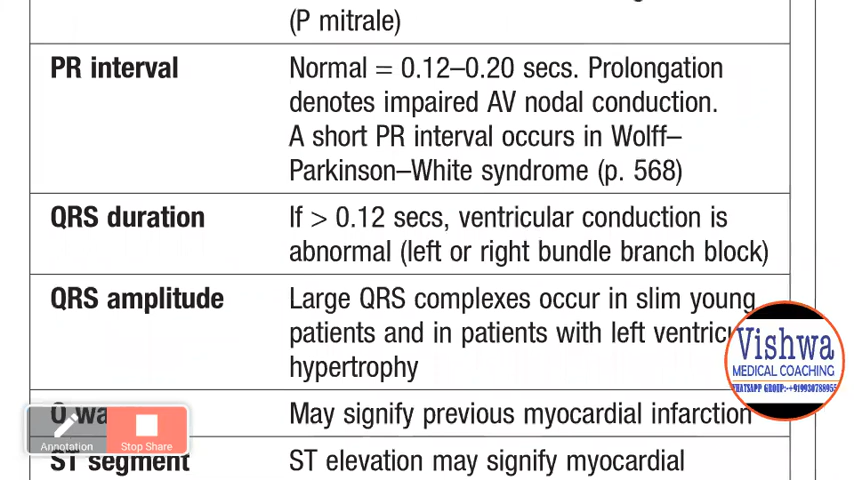 (P mitrale)
PR interval
Normal = 0.12–0.20 secs. Prolongation
denotes impaired AV nodal conduction.
A short PR interval occurs in Wolff–
Parkinson–White syndrome (p. 568)
QRS duration
If > 0.12 secs, ventricular conduction is
abnormal (left or right bundle branch block)
QRS amplitude
Large QRS complexes occur in slim young
patients and in patients with left
hypertrophy
May signify previous myocardial infarction
ST segment
ST elevation may signify myocardial
Vishwa
MEDICAL COACHING
WHATSAPP GROUP:-+919930788955
Annotation
Stop Share